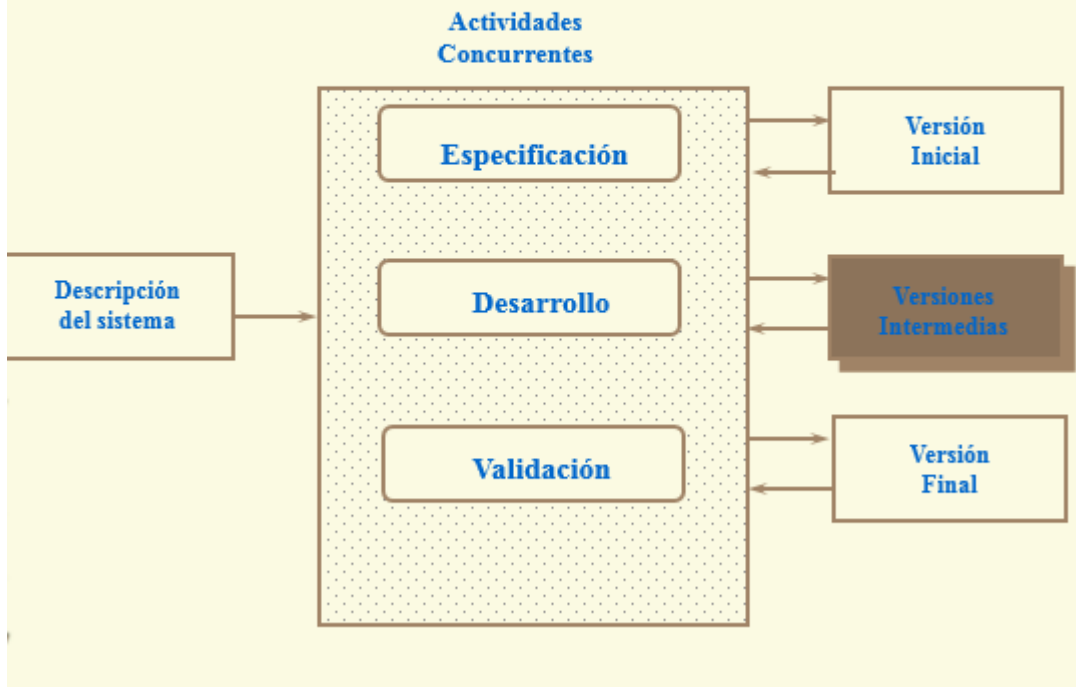 Actividades
Concurrentes
Especificación
Versión
Inicial
Descripción
del sistema
Desarrollo
Versiones
Intermedias
Validación
Versión
Final